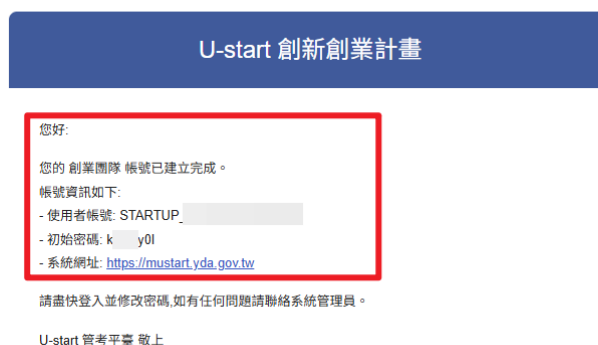 U-start 創新創業計畫
您好:
您的 創業團隊 帳號已建立完成。
帳號資訊如下:
- 使用者帳號: STARTUP_
- 初始密碼: k y0I
- 系統網址: https://mustart.yda.gov.tw
請盡快登入並修改密碼,如有任何問題請聯絡系統管理員。
U-start 管考平臺 敬上